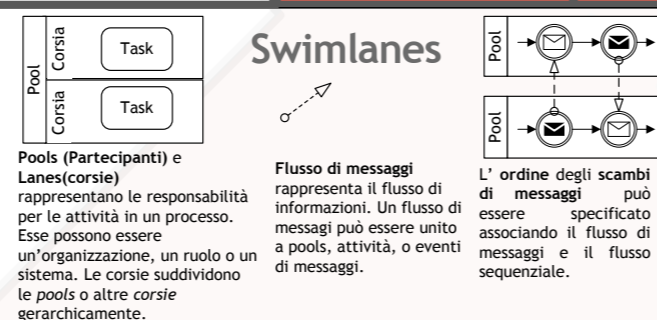 Swimlanes
Pool
Corsia
Task
Corsia
Task
Pools (Partecipanti) e
Lanes(corsie)
rappresentano le responsabilità
per le attività in un processo.
Esse possono essere
un'organizzazione, un ruolo o un
sistema. Le corsie suddividono
le pools o altre corsie
gerarchicamente.
Flusso di messaggi
rappresenta il flusso di
informazioni. Un flusso di
messagi può essere unito
a pools, attività, o eventi
di messaggi.
Pool
Pool
L' ordine degli scambi
di messaggi può
essere specificato
associando il flusso di
messaggi e il flusso
sequenziale.